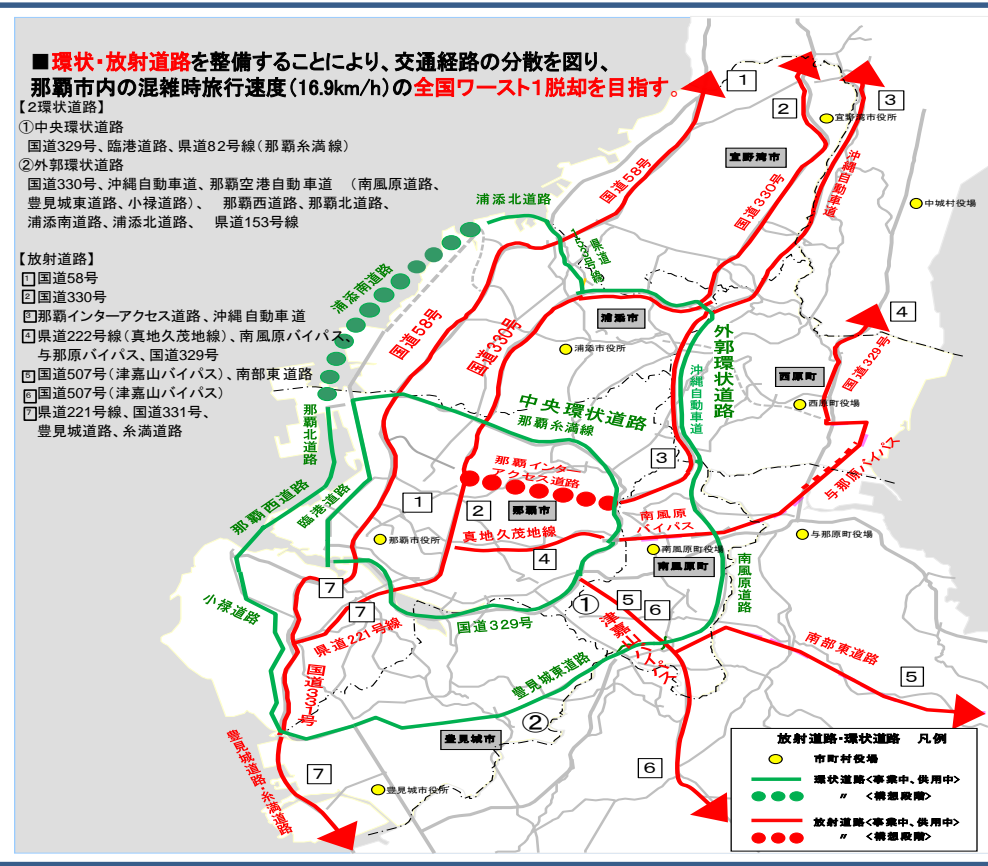 ■環状・放射道路を整備することにより、交通経路の分散を図り、
那覇市内の混雑時旅行速度(16.9km/h)の全国ワースト1脱却を目指す。
【2環状道路】
①中央環状道路
国道329号、臨港道路、県道82号線(那覇糸満線)
②外郭環状道路
国道330号、沖縄自動車道、那覇空港自動車道 (南風原道路、
豊見城東道路、小禄道路)、 那覇西道路、那覇北道路、
浦添南道路、浦添北道路、 県道153号線
【放射道路】
1 国道58号
2 国道330号
3 那覇インターアクセス道路、沖縄自動車道
4 県道222号線(真地久茂地線)、南風原バイパス、
与那原バイパス、国道329号
5 国道507号(津嘉山バイパス)、南部東道路
6 国道507号(津嘉山バイパス)
7 県道221号線、国道331号、
豊見城道路、糸満道路
1
2
3
宜野湾市役所
宜野湾市
国道58号
国道330号
沖縄自動車道
中城村役場
浦添北道路
県道153号線
浦添南道路
4
浦添市
国道58号
国道330号
浦添市役所
外郭環状道路
沖縄自動車道
国道329号
西原町
西原町役場
中央環状道路
那覇糸満線
那覇北道路
3
那覇インター
アクセス道路
与那原バイパス
那覇西道路
臨港道路
1
2
那覇市
南風原
バイパス
真地久茂地線
那覇市役所
4
南風原町役場
与那原町役場
南風原町
南風原道路
7
7
①
5
6
小禄道路
県道221号線
国道329号
津嘉山バイパス
南部東道路
5
国道331号
豊見城東道路
②
豊見城市
豊見城道路・糸満道路
7
6
豊見城市役所
放射道路・環状道路 凡例
市町村役場
環状道路<事業中、供用中>
〃 <構想段階>
放射道路<事業中、供用中>
〃 <構想段階>